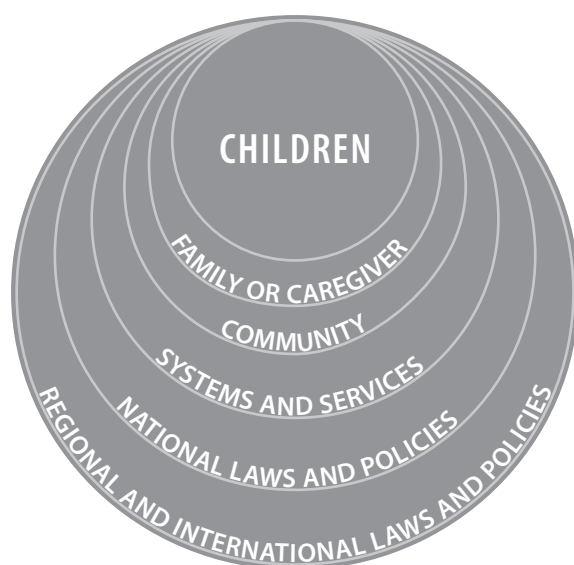 CHILDREN
FAMILY OR CAREGIVER
COMMUNITY
SYSTEMS AND SERVICES
NATIONAL LAWS AND POLICIES
REGIONAL AND INTERNATIONAL LAWS AND POLICIES